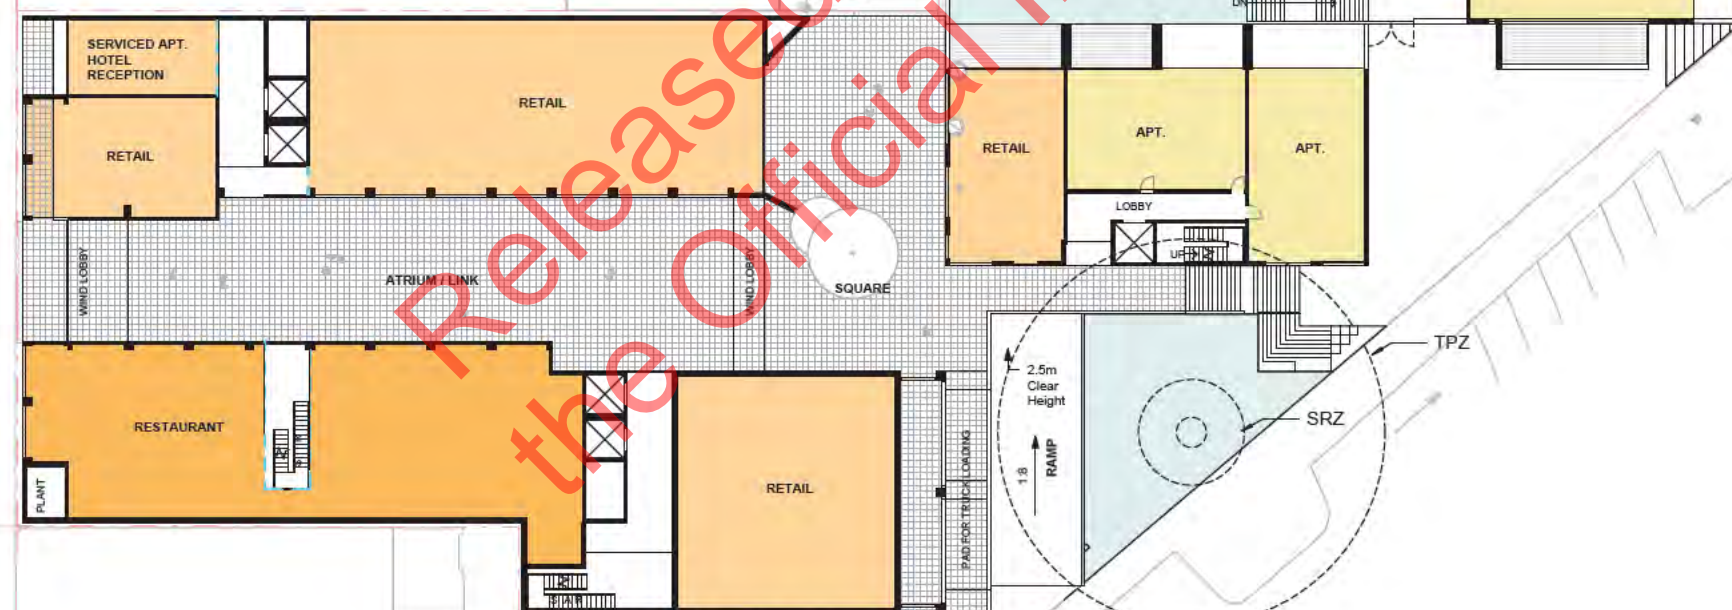 DN
SERVICED APT.
HOTEL
RECEPTION
RETAIL
RETAIL
RETAIL
APT.
APT.
LOBBY
UP
WIND LOBBY
ATRIUM / LINK
WIND LOBBY
SQUARE
RESTAURANT
PLANT
RETAIL
PAD FOR TRUCK LOADING
2.5m
Clear
Height
1:8
RAMP
TPZ
SRZ
Released
the Official